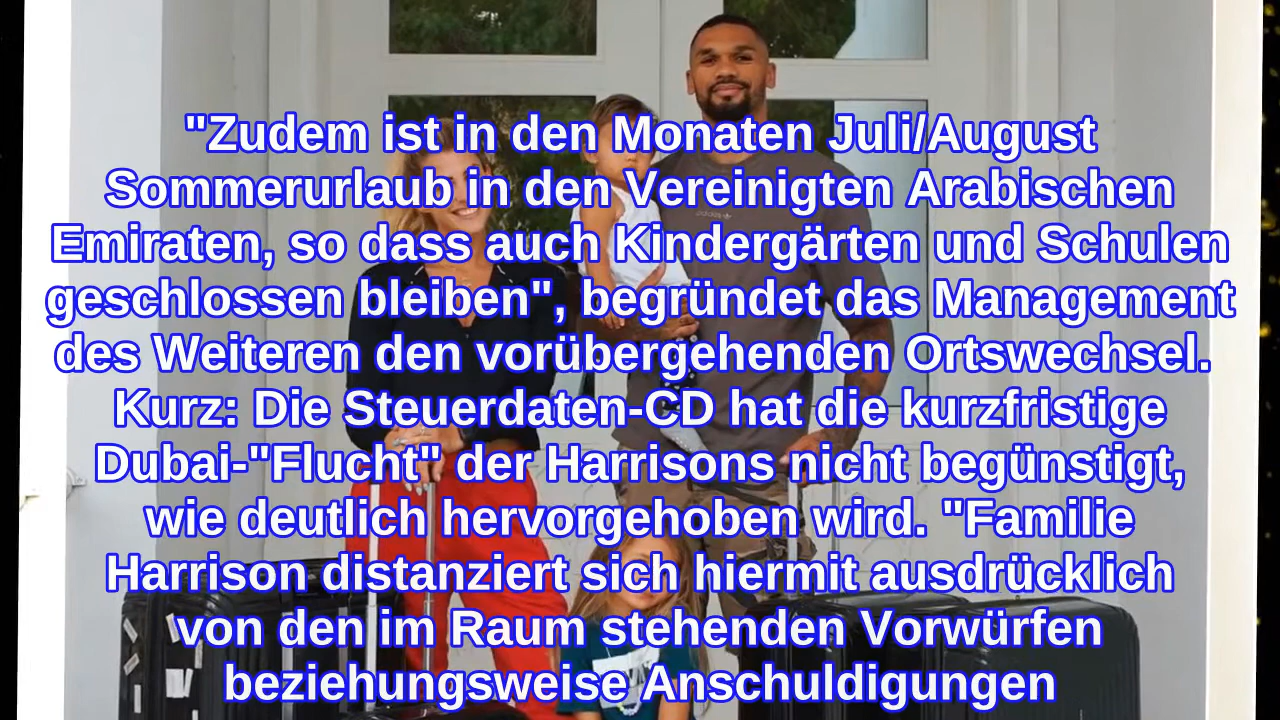 "Zudem ist in den Monaten Juli/August
Sommerurlaub in den Vereinigten Arabischen
Emiraten, so dass auch Kindergärten und Schulen
geschlossen bleiben", begründet das Management
des Weiteren den vorübergehenden Ortswechsel.
Kurz: Die Steuerdaten-CD hat die kurzfristige
Dubai-"Flucht" der Harrisons nicht begünstigt,
wie deutlich hervorgehoben wird. "Familie
Harrison distanziert sich hiermit ausdrücklich
von den im Raum stehenden Vorwürfen
beziehungsweise Anschuldigungen